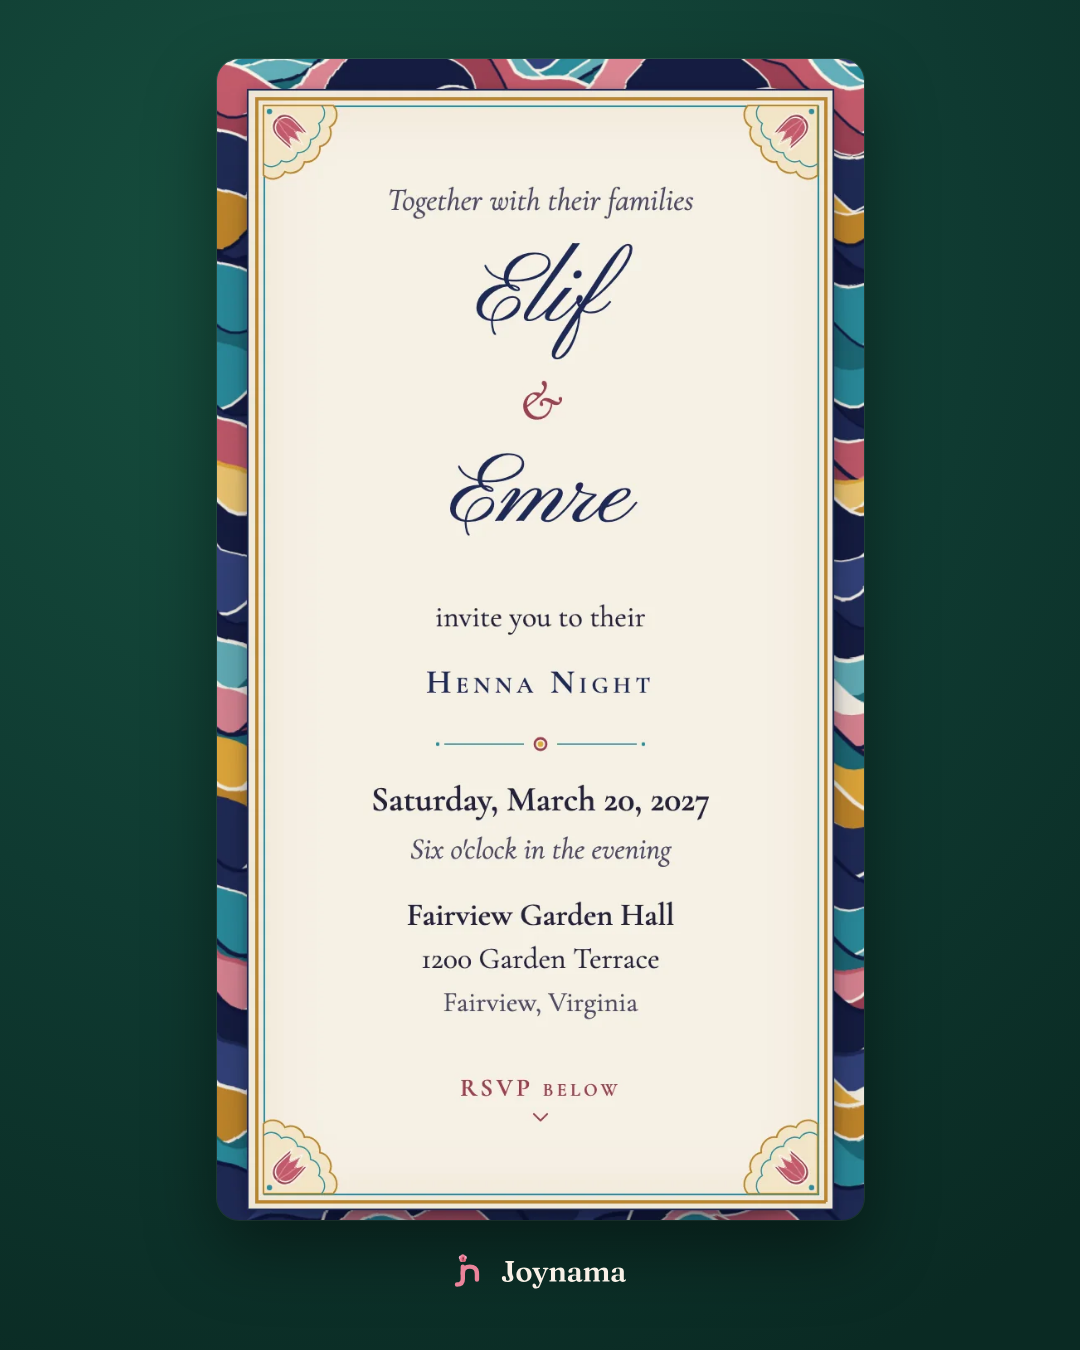 Together with their families
Elif
&
Emre
invite you to their
Henna Night
Saturday, March 20, 2027
Six o'clock in the evening
Fairview Garden Hall
1200 Garden Terrace
Fairview, Virginia
RSVP below
Joynama